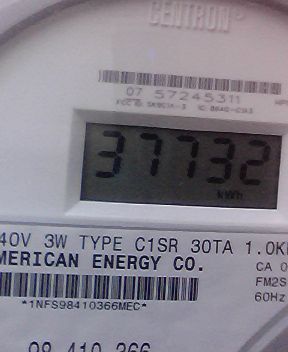 CENTRON
07 57245311
37732
kWh
40V 3W TYPE C1SR 30TA 1.0K
MERICAN ENERGY CO.
CA 0
FM2S
60Hz
*1NFS98410366MEC*
98 410 366